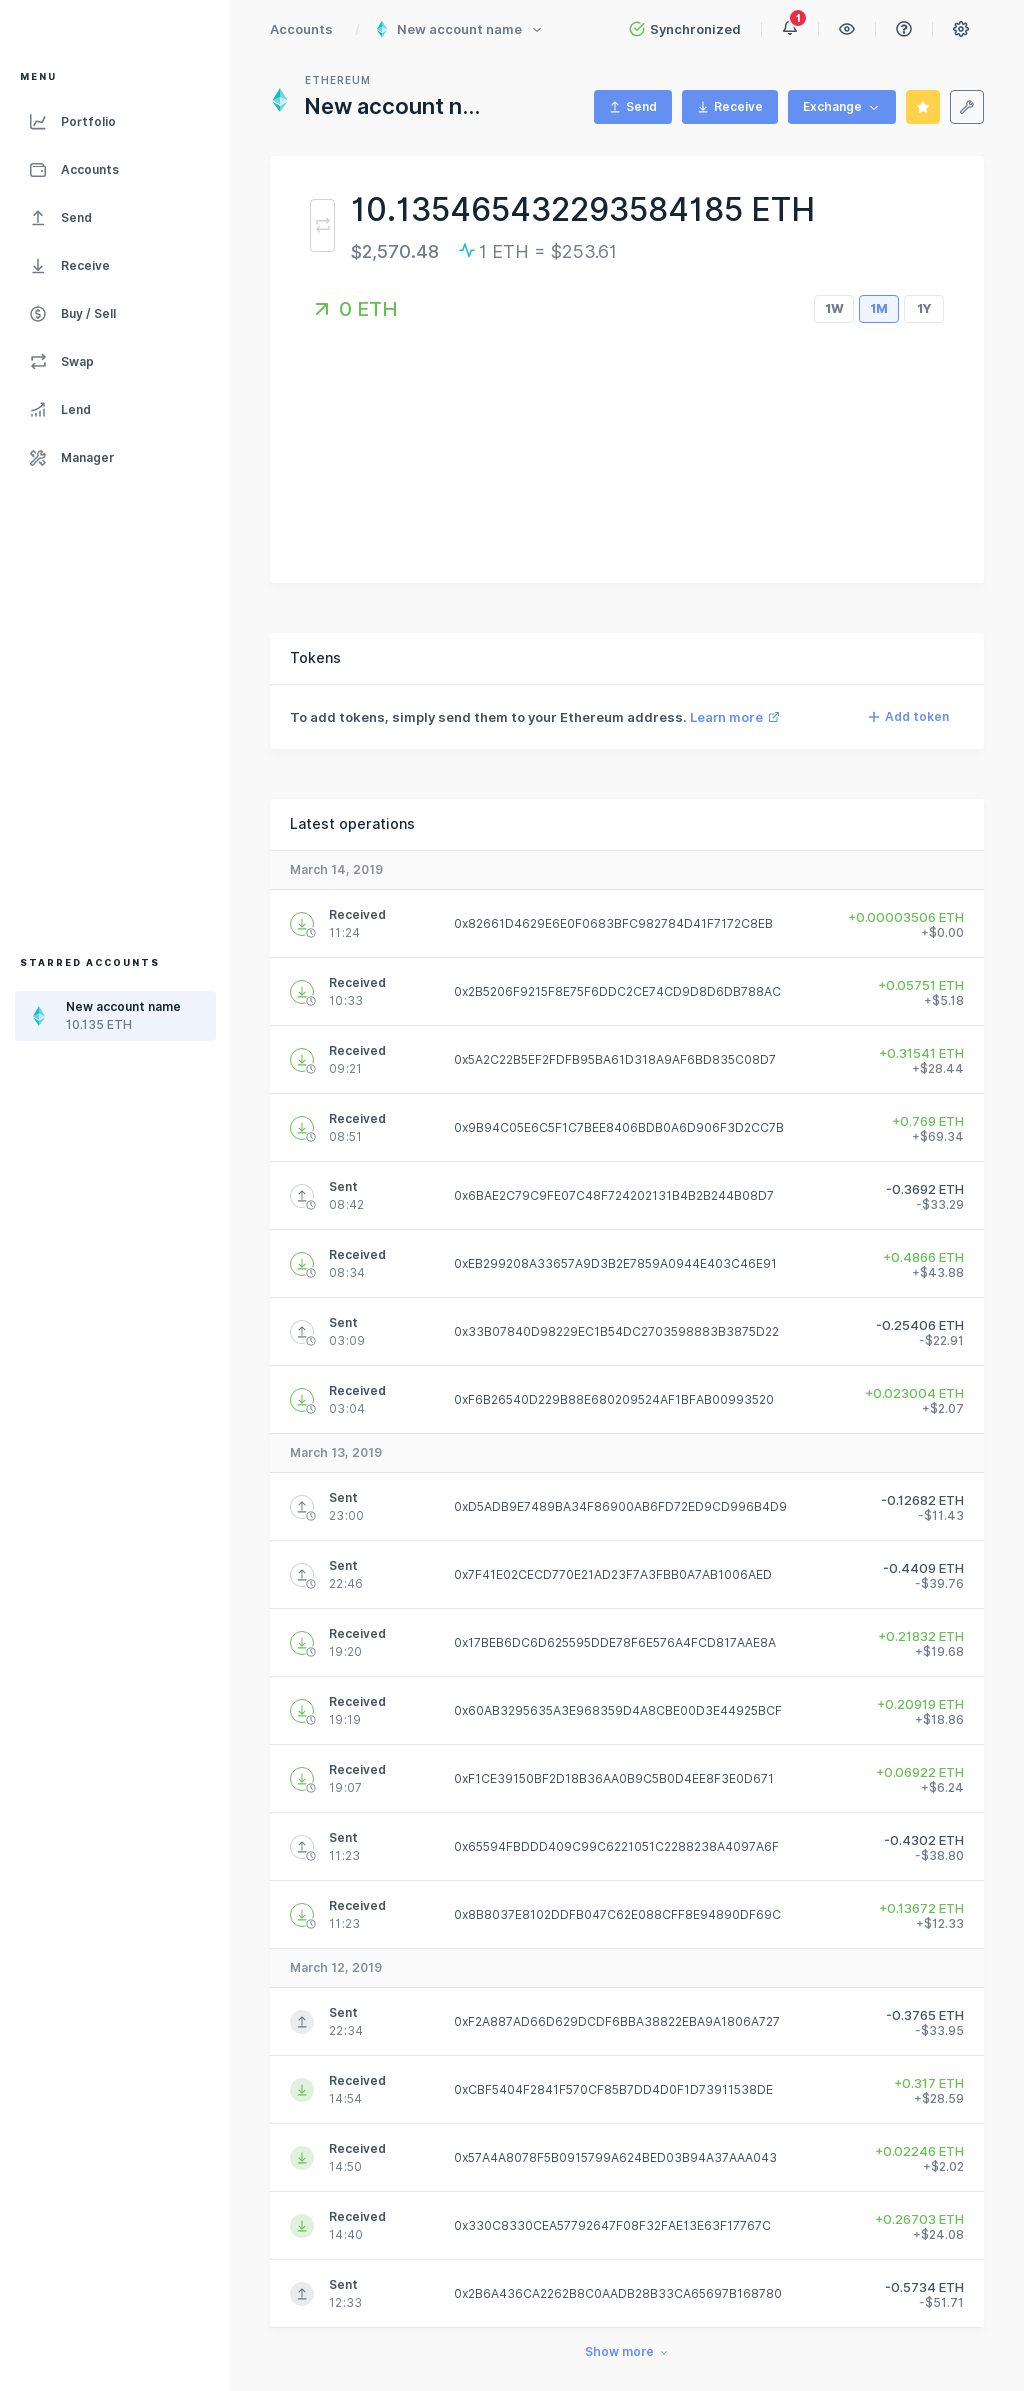 Accounts / New account name
Synchronized
1
MENU
Portfolio
Accounts
Send
Receive
Buy / Sell
Swap
Lend
Manager
STARRED ACCOUNTS
New account name
10.135 ETH
ETHEREUM
New account n...
Send
Receive
Exchange
10.135465432293584185 ETH
$2,570.48
1 ETH = $253.61
0 ETH
1W
1M
1Y
Tokens
To add tokens, simply send them to your Ethereum address. Learn more
Add token
Latest operations
March 14, 2019
Received
11:24
0x82661D4629E6E0F0683BFC982784D41F7172C8EB
+0.00003506 ETH
+$0.00
Received
10:33
0x2B5206F9215F8E75F6DDC2CE74CD9D8D6DB788AC
+0.05751 ETH
+$5.18
Received
09:21
0x5A2C22B5EF2FDFB95BA61D318A9AF6BD835C08D7
+0.31541 ETH
+$28.44
Received
08:51
0x9B94C05E6C5F1C7BEE8406BDB0A6D906F3D2CC7B
+0.769 ETH
+$69.34
Sent
08:42
0x6BAE2C79C9FE07C48F724202131B4B2B244B08D7
-0.3692 ETH
-$33.29
Received
08:34
0xEB299208A33657A9D3B2E7859A0944E403C46E91
+0.4866 ETH
+$43.88
Sent
03:09
0x33B07840D98229EC1B54DC2703598883B3875D22
-0.25406 ETH
-$22.91
Received
03:04
0xF6B26540D229B88E680209524AF1BFAB00993520
+0.023004 ETH
+$2.07
March 13, 2019
Sent
23:00
0xD5ADB9E7489BA34F86900AB6FD72ED9CD996B4D9
-0.12682 ETH
-$11.43
Sent
22:46
0x7F41E02CECD770E21AD23F7A3FBB0A7AB1006AED
-0.4409 ETH
-$39.76
Received
19:20
0x17BEB6DC6D625595DDE78F6E576A4FCD817AAE8A
+0.21832 ETH
+$19.68
Received
19:19
0x60AB3295635A3E968359D4A8CBE00D3E44925BCF
+0.20919 ETH
+$18.86
Received
19:07
0xF1CE39150BF2D18B36AA0B9C5B0D4EE8F3E0D671
+0.06922 ETH
+$6.24
Sent
11:23
0x65594FBDDD409C99C6221051C2288238A4097A6F
-0.4302 ETH
-$38.80
Received
11:23
0x8B8037E8102DDFB047C62E088CFF8E94890DF69C
+0.13672 ETH
+$12.33
March 12, 2019
Sent
22:34
0xF2A887AD66D629DCDF6BBA38822EBA9A1806A727
-0.3765 ETH
-$33.95
Received
14:54
0xCBF5404F2841F570CF85B7DD4D0F1D73911538DE
+0.317 ETH
+$28.59
Received
14:50
0x57A4A8078F5B0915799A624BED03B94A37AAA043
+0.02246 ETH
+$2.02
Received
14:40
0x330C8330CEA57792647F08F32FAE13E63F17767C
+0.26703 ETH
+$24.08
Sent
12:33
0x2B6A436CA2262B8C0AADB28B33CA65697B168780
-0.5734 ETH
-$51.71
Show more